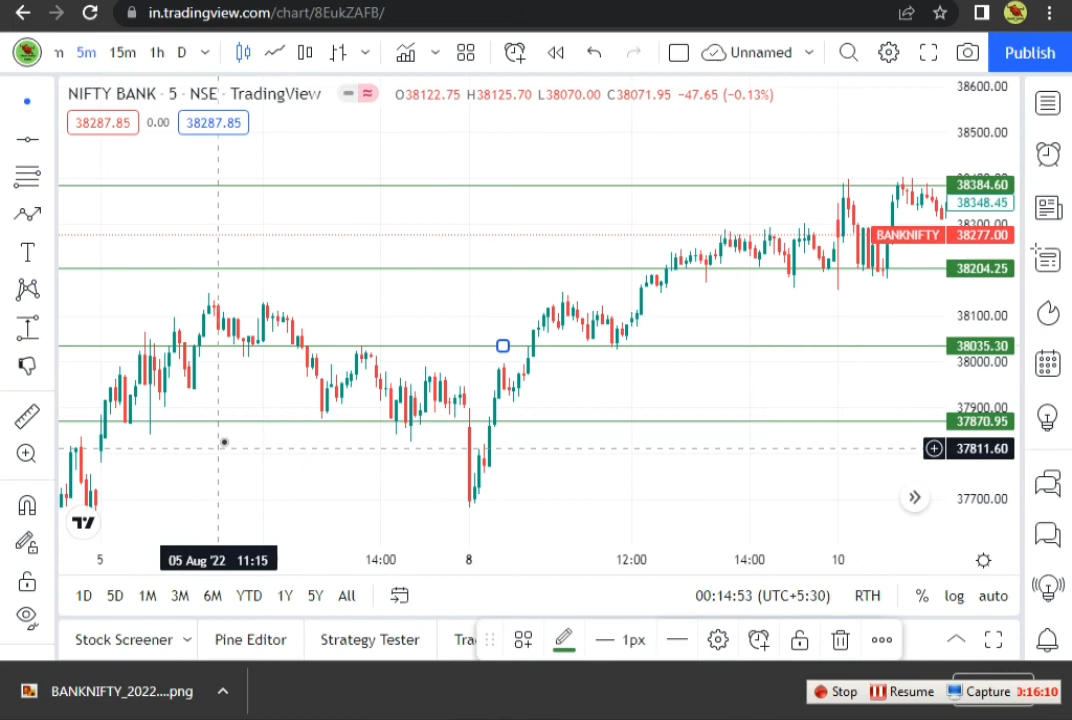 in.tradingview.com/chart/8EukZAFB/
m 5m 15m 1h D Unnamed Publish
NIFTY BANK · 5 · NSE · TradingView O38122.75 H38125.70 L38070.00 C38071.95 −47.65 (−0.13%)
38287.85 0.00 38287.85
38600.00
38500.00
38384.60
38348.45
38300.00
BANKNIFTY 38277.00
38204.25
38100.00
38035.30
38000.00
37900.00
37870.95
37811.60
37700.00
5 05 Aug '22 11:15 14:00 8 12:00 14:00 10
1D 5D 1M 3M 6M YTD 1Y 5Y All 00:14:53 (UTC+5:30) RTH % log auto
Stock Screener Pine Editor Strategy Tester Tra 1px
BANKNIFTY_2022....png Stop Resume Capture 0:16:10